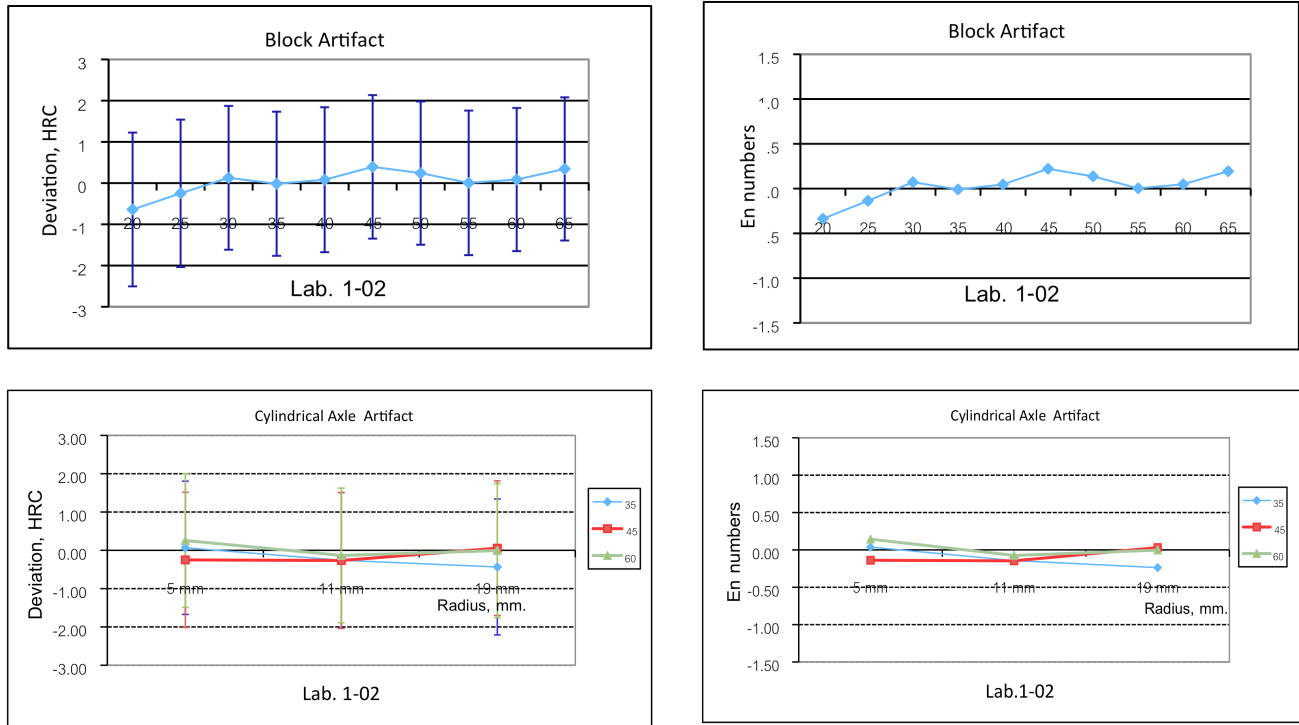 Block Artifact
3
2
1
0
-1
-2
-3
Deviation, HRC
20 25 30 35 40 45 50 55 60 65
Lab. 1-02
Block Artifact
1.5
1.0
.5
.0
.5
-1.0
-1.5
En numbers
20 25 30 35 40 45 50 55 60 65
Lab. 1-02
Cylindrical Axle Artifact
3.00
2.00
1.00
0.00
-1.00
-2.00
-3.00
Deviation, HRC
5 mm 11 mm 19 mm
Radius, mm.
35
45
60
Lab. 1-02
Cylindrical Axle Artifact
1.50
1.00
0.50
0.00
-0.50
-1.00
-1.50
En numbers
5 mm 11 mm 19 mm
Radius, mm.
35
45
60
Lab.1-02